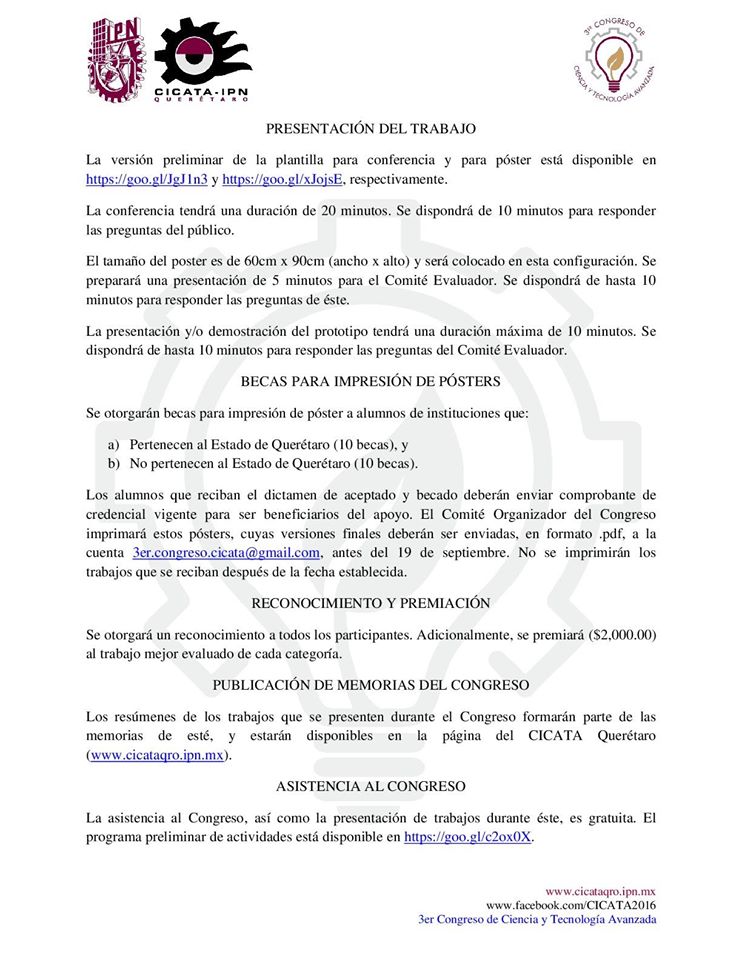 IPN
CICATA-IPN
QUERÉTARO
3er CONGRESO DE
CIENCIA Y TECNOLOGÍA AVANZADA
PRESENTACIÓN DEL TRABAJO
La versión preliminar de la plantilla para conferencia y para póster está disponible en
https://goo.gl/JgJ1n3 y https://goo.gl/xJojsE, respectivamente.
La conferencia tendrá una duración de 20 minutos. Se dispondrá de 10 minutos para responder
las preguntas del público.
El tamaño del poster es de 60cm x 90cm (ancho x alto) y será colocado en esta configuración. Se
preparará una presentación de 5 minutos para el Comité Evaluador. Se dispondrá de hasta 10
minutos para responder las preguntas de éste.
La presentación y/o demostración del prototipo tendrá una duración máxima de 10 minutos. Se
dispondrá de hasta 10 minutos para responder las preguntas del Comité Evaluador.
BECAS PARA IMPRESIÓN DE PÓSTERS
Se otorgarán becas para impresión de póster a alumnos de instituciones que:
a) Pertenecen al Estado de Querétaro (10 becas), y
b) No pertenecen al Estado de Querétaro (10 becas).
Los alumnos que reciban el dictamen de aceptado y becado deberán enviar comprobante de
credencial vigente para ser beneficiarios del apoyo. El Comité Organizador del Congreso
imprimará estos pósters, cuyas versiones finales deberán ser enviadas, en formato .pdf, a la
cuenta 3er.congreso.cicata@gmail.com, antes del 19 de septiembre. No se imprimirán los
trabajos que se reciban después de la fecha establecida.
RECONOCIMIENTO Y PREMIACIÓN
Se otorgará un reconocimiento a todos los participantes. Adicionalmente, se premiará ($2,000.00)
al trabajo mejor evaluado de cada categoría.
PUBLICACIÓN DE MEMORIAS DEL CONGRESO
Los resúmenes de los trabajos que se presenten durante el Congreso formarán parte de las
memorias de esté, y estarán disponibles en la página del CICATA Querétaro
(www.cicataqro.ipn.mx).
ASISTENCIA AL CONGRESO
La asistencia al Congreso, así como la presentación de trabajos durante éste, es gratuita. El
programa preliminar de actividades está disponible en https://goo.gl/c2ox0X.
www.cicataqro.ipn.mx
www.facebook.com/CICATA2016
3er Congreso de Ciencia y Tecnología Avanzada